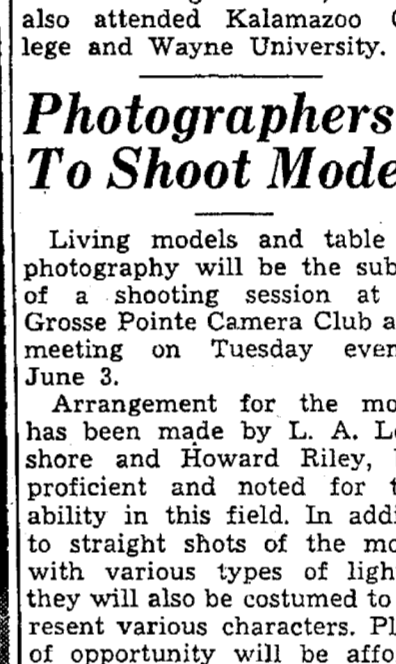 also attended Kalamazoo
lege and Wayne University.
Photographers
To Shoot Mode
Living models and table
photography will be the sub
of a shooting session at
Grosse Pointe Camera Club a
meeting on Tuesday even
June 3.
Arrangement for the mo
has been made by L. A. L
shore and Howard Riley,
proficient and noted for t
ability in this field. In addi
to straight shots of the mo
with various types of ligh
they will also be costumed to
resent various characters. Pl
of opportunity will be affo